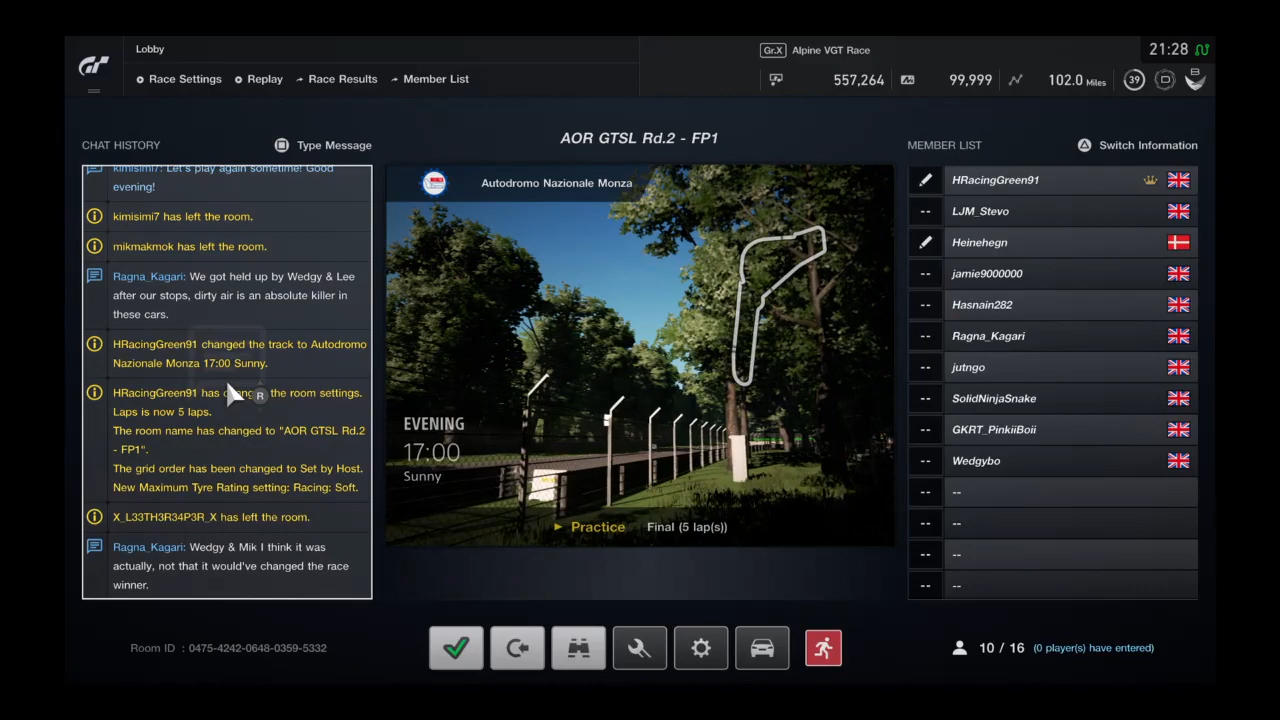 Lobby
Gr.X Alpine VGT Race
21:28
Race Settings Replay Race Results Member List
557,264 99,999 102.0 Miles 39 D B
CHAT HISTORY Type Message
AOR GTSL Rd.2 - FP1
MEMBER LIST Switch Information
kimisimi7: Let's play again sometime! Good
evening!
kimisimi7 has left the room.
mikmakmok has left the room.
Ragna_Kagari: We got held up by Wedgy & Lee
after our stops, dirty air is an absolute killer in
these cars.
HRacingGreen91 changed the track to Autodromo
Nazionale Monza 17:00 Sunny.
HRacingGreen91 has changed the room settings.
Laps is now 5 laps.
The room name has changed to "AOR GTSL Rd.2
- FP1".
The grid order has been changed to Set by Host.
New Maximum Tyre Rating setting: Racing: Soft.
X_L33TH3R34P3R_X has left the room.
Ragna_Kagari: Wedgy & Mik I think it was
actually, not that it would've changed the race
winner.
R
Autodromo Nazionale Monza
EVENING
17:00
Sunny
Practice Final (5 lap(s))
HRacingGreen91
-- LJM_Stevo
Heinehegn
-- jamie9000000
-- Hasnain282
-- Ragna_Kagari
-- jutngo
-- SolidNinjaSnake
-- GKRT_PinkiiBoii
-- Wedgybo
-- --
-- --
-- --
-- --
Room ID : 0475-4242-0648-0359-5332
10 / 16 (0 player(s) have entered)